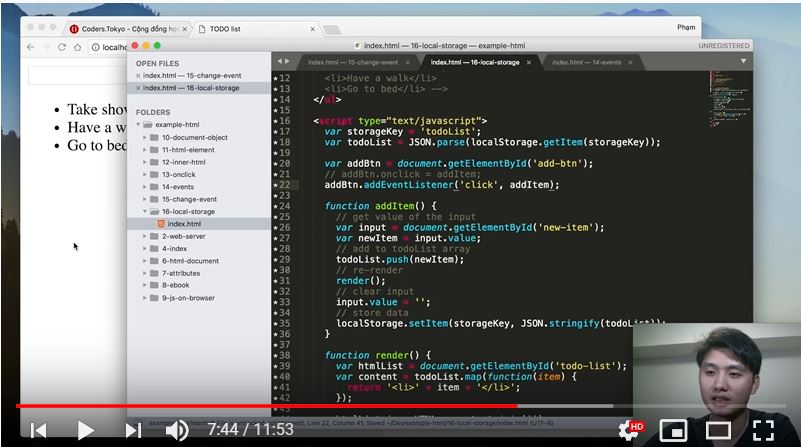 Coders.Tokyo - Cộng đồng học
TODO list
Phạm
localho
Take show
Have a w
Go to bed
index.html — 16-local-storage — example-html
UNREGISTERED
OPEN FILES
index.html — 15-change-event
index.html — 16-local-storage
FOLDERS
example-html
10-document-object
11-html-element
12-inner-html
13-onclick
14-events
15-change-event
16-local-storage
index.html
2-web-server
4-index
6-html-document
7-attributes
8-ebook
9-js-on-browser
index.html — 15-change-event
index.html — 16-local-storage
index.html — 14-events
12 <li>Have a walk</li>
13 <li>Go to bed</li> -->
14 </ul>
15
16 <script type="text/javascript">
17 var storageKey = 'todoList';
18 var todoList = JSON.parse(localStorage.getItem(storageKey));
19
20 var addBtn = document.getElementById('add-btn');
21 // addBtn.onclick = addItem;
22 addBtn.addEventListener('click', addItem);
23
24 function addItem() {
25 // get value of the input
26 var input = document.getElementById('new-item');
27 var newItem = input.value;
28 // add to todoList array
29 todoList.push(newItem);
30 // re-render
31 render();
32 // clear input
33 input.value = '';
34 // store data
35 localStorage.setItem(storageKey, JSON.stringify(todoList));
36 }
37
38 function render() {
39 var htmlList = document.getElementById('todo-list');
40 var content = todoList.map(function(item) {
41 return '<li>' + item + '</li>';
42 });
Line 22, Column 41; Saved ~/Dev/example-html/16-local-storage/index.html (UTF-8)
7:44 / 11:53
HD